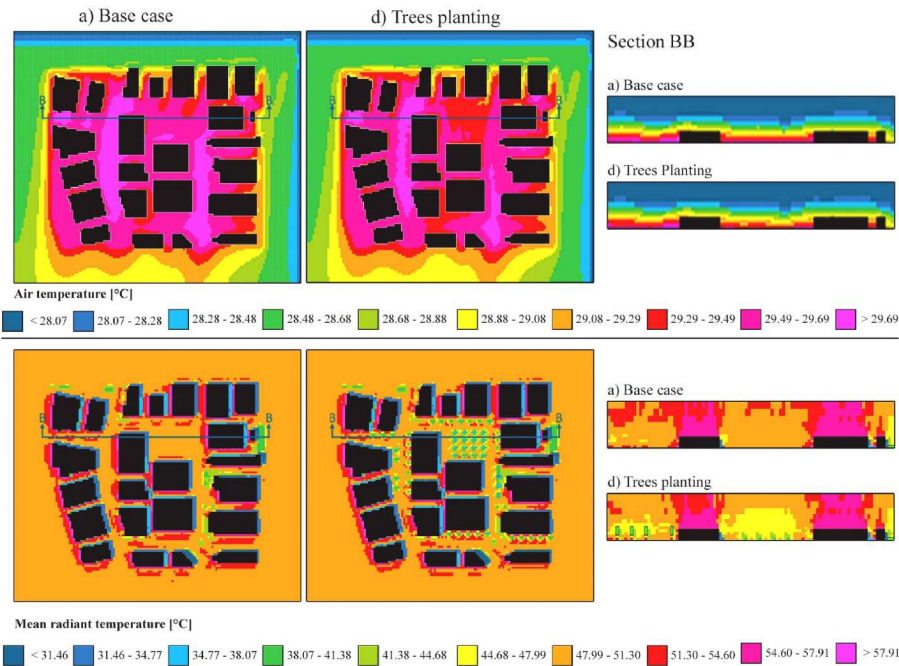 a) Base case
d) Trees planting
Section BB
B
B
B
B
a) Base case
d) Trees Planting
Air temperature [°C]
< 28.07
28.07 - 28.28
28.28 - 28.48
28.48 - 28.68
28.68 - 28.88
28.88 - 29.08
29.08 - 29.29
29.29 - 29.49
29.49 - 29.69
> 29.69
B
B
B
B
a) Base case
d) Trees planting
Mean radiant temperature [°C]
< 31.46
31.46 - 34.77
34.77 - 38.07
38.07 - 41.38
41.38 - 44.68
44.68 - 47.99
47.99 - 51.30
51.30 - 54.60
54.60 - 57.91
> 57.91